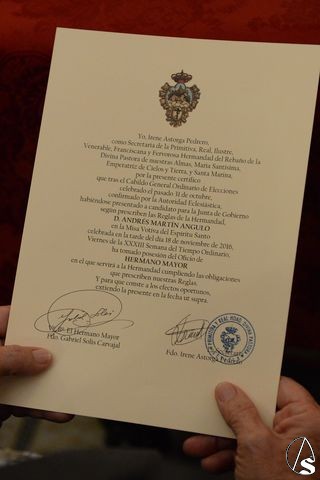 Yo, Irene Astorga Pedrero,
como Secretaria de la Primitiva, Real, Ilustre,
Venerable, Franciscana y Fervorosa Hermandad del Rebaño de la
Divina Pastora de nuestras Almas, María Santísima,
Emperatriz de Cielos y Tierra, y Santa Marina,
por la presente certifico
que tras el Cabildo General Ordinario de Elecciones
celebrado el pasado 31 de octubre,
confirmado por la Autoridad Eclesiástica,
habiéndose presentado a candidato para la Junta de Gobierno
según prescriben las Reglas de la Hermandad,
D. ANDRÉS MARTIN ANGULO
en la Misa Votiva del Espíritu Santo
celebrada en la tarde del día 18 de noviembre de 2016,
Viernes de la XXXIII Semana del Tiempo Ordinario,
ha tomado posesión del Oficio de
HERMANO MAYOR
en el que servirá a la Hermandad cumpliendo las obligaciones
que prescriben nuestras Reglas.
Y para que conste a los efectos oportunos,
extiendo la presente en la fecha ut supra.
El Hermano Mayor
Fdo. Gabriel Solis Carvajal
Fdo. Irene Astorga Pedrero